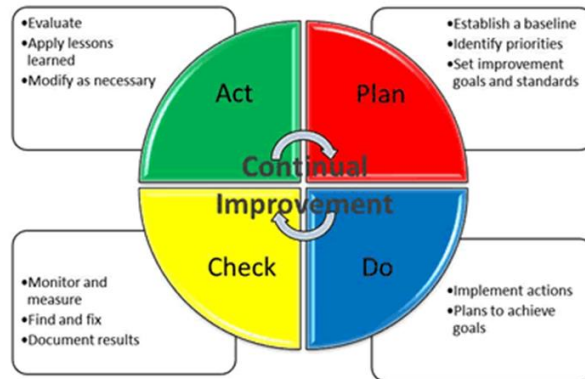 •Evaluate
•Apply lessons
learned
•Modify as necessary
•Establish a baseline
•Identify priorities
•Set improvement
goals and standards
Act
Plan
Continual
Improvement
Check
Do
•Monitor and
measure
•Find and fix
•Document results
•Implement actions
•Plans to achieve
goals